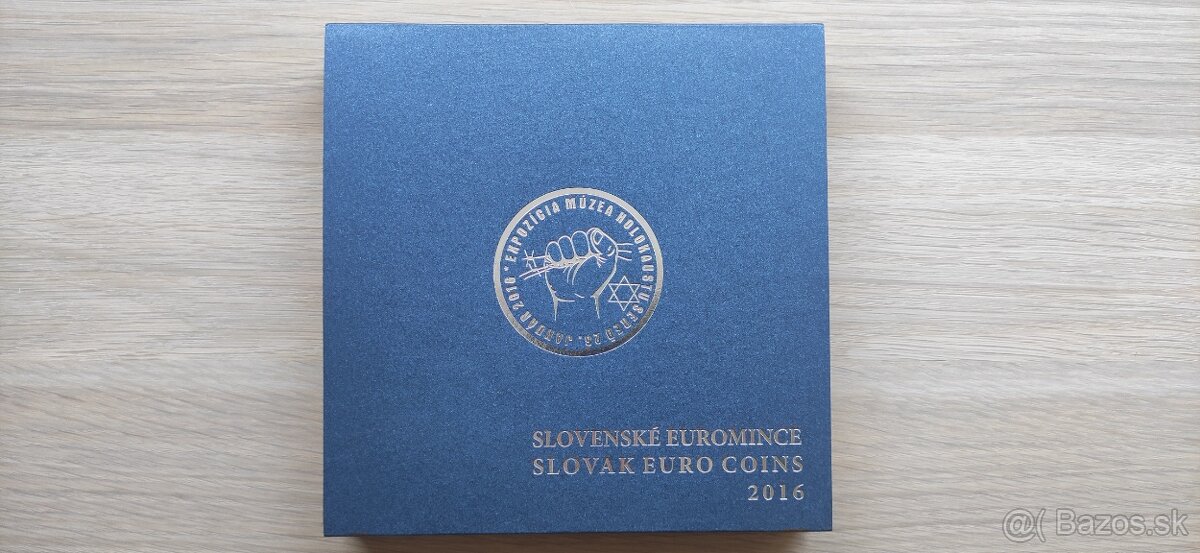 EXPOZÍCIA MÚZEA HOLOKAUSTU SEREĎ 26. JANUÁR 2016 *
SLOVENSKÉ EUROMINCE
SLOVAK EURO COINS
2016
@( Bazos.sk